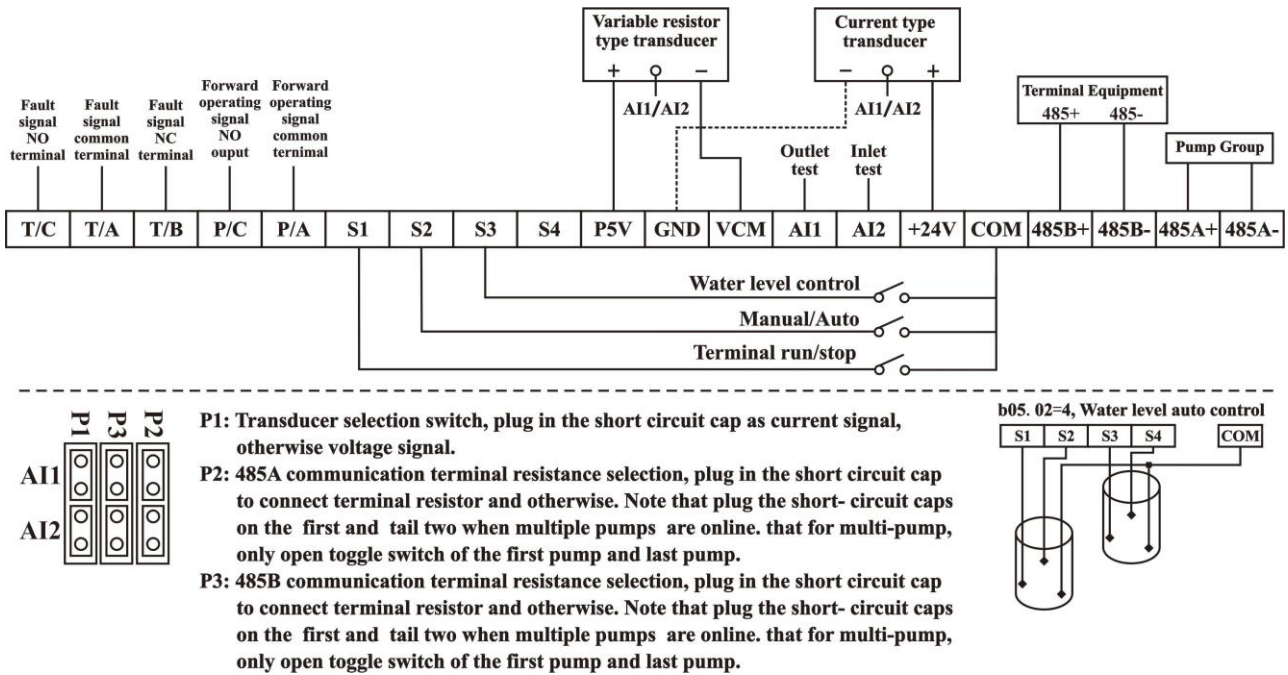 Variable resistor
type transducer
+ −
AI1/AI2
Current type
transducer
− +
AI1/AI2
Fault
signal
NO
terminal
Fault
signal
common
terminal
Fault
signal
NC
terminal
Forward
operating
signal
NO
ouput
Forward
operating
signal
common
ternimal
Outlet
test
Inlet
test
Terminal Equipment
485+ 485-
Pump Group
T/C T/A T/B P/C P/A S1 S2 S3 S4 P5V GND VCM AI1 AI2 +24V COM 485B+ 485B- 485A+ 485A-
Water level control
Manual/Auto
Terminal run/stop
P1 P3 P2
AI1
AI2
P1: Transducer selection switch, plug in the short circuit cap as current signal,
otherwise voltage signal.
P2: 485A communication terminal resistance selection, plug in the short circuit cap
to connect terminal resistor and otherwise. Note that plug the short- circuit caps
on the first and tail two when multiple pumps are online. that for multi-pump,
only open toggle switch of the first pump and last pump.
P3: 485B communication terminal resistance selection, plug in the short circuit cap
to connect terminal resistor and otherwise. Note that plug the short- circuit caps
on the first and tail two when multiple pumps are online. that for multi-pump,
only open toggle switch of the first pump and last pump.
b05. 02=4, Water level auto control
S1 S2 S3 S4 COM